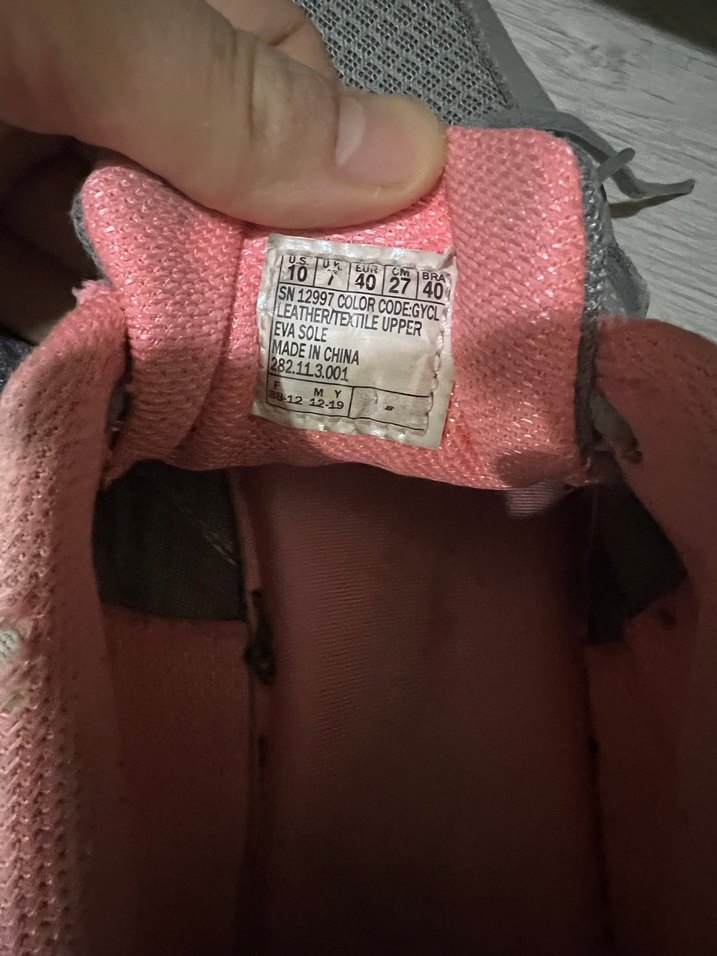 U.S. U.K. EUR CM BRA
10 7 40 27 40
SN 12997 COLOR CODE:GYCL
LEATHER/TEXTILE UPPER
EVA SOLE
MADE IN CHINA
282.11.3.001
F M Y
12-19